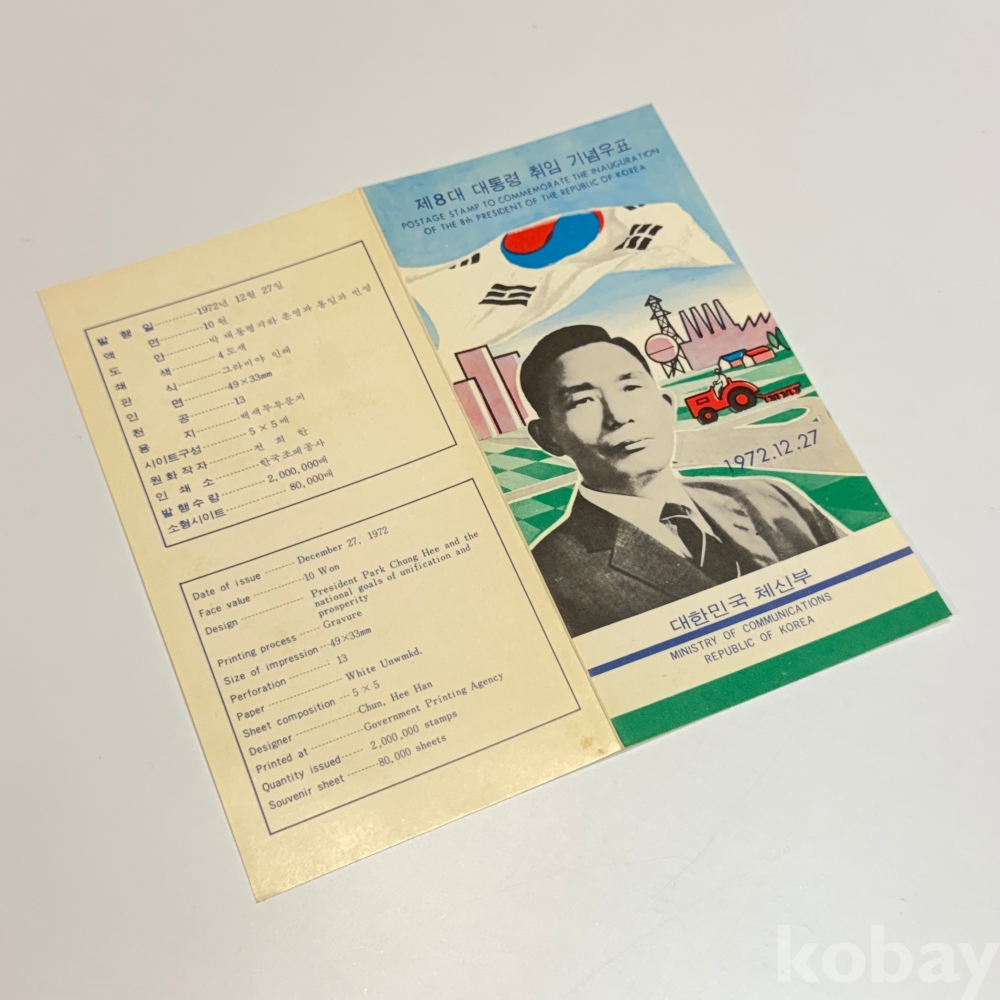 발행일 1972년 12월 27일
액면 10원
도안 박 대통령각하 존영과 통일과 번영
쇄색 4도색
판식 그라비아 인쇄
인면 49×33mm
천공 13
용지 백색무투문지
시이트구성 5×5매
원화작자 전희한
인쇄소 한국조폐공사
발행수량 2,000,000매
소형시이트 80,000매
Date of issue December 27, 1972
Face value 10 Won
Design President Park Chung Hee and the
national goals of unification and
prosperity
Printing process Gravure
Size of impression 49×33mm
Perforation 13
Paper White Unwmkd.
Sheet composition 5×5
Designer Chun, Hee Han
Printed at Government Printing Agency
Quantity issued 2,000,000 stamps
Souvenir sheet 80,000 sheets
제8대 대통령 취임 기념우표
POSTAGE STAMP TO COMMEMORATE THE INAUGURATION
OF THE 8th PRESIDENT OF THE REPUBLIC OF KOREA
1972.12.27
대한민국 체신부
MINISTRY OF COMMUNICATIONS
REPUBLIC OF KOREA
kobay